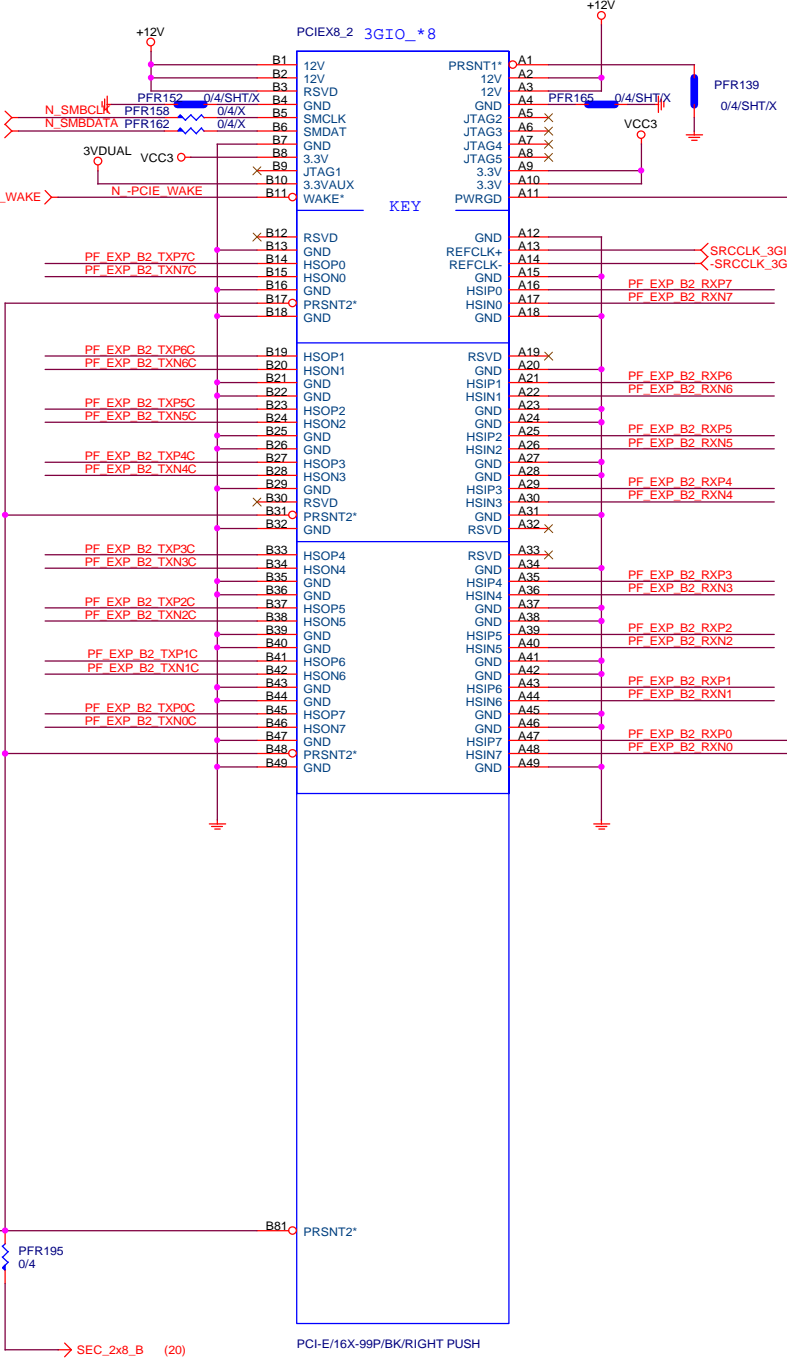 +12V
+12V
PCIEX8_2 3GIO_*8
B1 12V PRSNT1* A1
B2 12V 12V A2
B3 RSVD 12V A3
PFR152 0/4/SHT/X B4 GND GND A4 PFR165 0/4/SHT/X
PFR139
0/4/SHT/X
N_SMBCLK PFR158 0/4/X B5 SMCLK JTAG2 A5
N_SMBDATA PFR162 0/4/X B6 SMDAT JTAG3 A6
VCC3
B7 GND JTAG4 A7
3VDUAL VCC3 B8 3.3V JTAG5 A8
B9 JTAG1 3.3V A9
B10 3.3VAUX 3.3V A10
_WAKE N_-PCIE_WAKE B11 WAKE* PWRGD A11
KEY
B12 RSVD GND A12
B13 GND REFCLK+ A13 SRCCLK_3GI
PF_EXP_B2_TXP7C B14 HSOP0 REFCLK- A14 -SRCCLK_3G
PF_EXP_B2_TXN7C B15 HSON0 GND A15
B16 GND HSIP0 A16 PF_EXP_B2_RXP7
B17 PRSNT2* HSIN0 A17 PF_EXP_B2_RXN7
B18 GND GND A18
PF_EXP_B2_TXP6C B19 HSOP1 RSVD A19
PF_EXP_B2_TXN6C B20 HSON1 GND A20
B21 GND HSIP1 A21 PF_EXP_B2_RXP6
B22 GND HSIN1 A22 PF_EXP_B2_RXN6
PF_EXP_B2_TXP5C B23 HSOP2 GND A23
PF_EXP_B2_TXN5C B24 HSON2 GND A24
B25 GND HSIP2 A25 PF_EXP_B2_RXP5
B26 GND HSIN2 A26 PF_EXP_B2_RXN5
PF_EXP_B2_TXP4C B27 HSOP3 GND A27
PF_EXP_B2_TXN4C B28 HSON3 GND A28
B29 GND HSIP3 A29 PF_EXP_B2_RXP4
B30 RSVD HSIN3 A30 PF_EXP_B2_RXN4
B31 PRSNT2* GND A31
B32 GND RSVD A32
PF_EXP_B2_TXP3C B33 HSOP4 RSVD A33
PF_EXP_B2_TXN3C B34 HSON4 GND A34
B35 GND HSIP4 A35 PF_EXP_B2_RXP3
B36 GND HSIN4 A36 PF_EXP_B2_RXN3
PF_EXP_B2_TXP2C B37 HSOP5 GND A37
PF_EXP_B2_TXN2C B38 HSON5 GND A38
B39 GND HSIP5 A39 PF_EXP_B2_RXP2
B40 GND HSIN5 A40 PF_EXP_B2_RXN2
PF_EXP_B2_TXP1C B41 HSOP6 GND A41
PF_EXP_B2_TXN1C B42 HSON6 GND A42
B43 GND HSIP6 A43 PF_EXP_B2_RXP1
B44 GND HSIN6 A44 PF_EXP_B2_RXN1
PF_EXP_B2_TXP0C B45 HSOP7 GND A45
PF_EXP_B2_TXN0C B46 HSON7 GND A46
B47 GND HSIP7 A47 PF_EXP_B2_RXP0
B48 PRSNT2* HSIN7 A48 PF_EXP_B2_RXN0
B49 GND GND A49
B81 PRSNT2*
PFR195
0/4
PCI-E/16X-99P/BK/RIGHT PUSH
SEC_2x8_B (20)